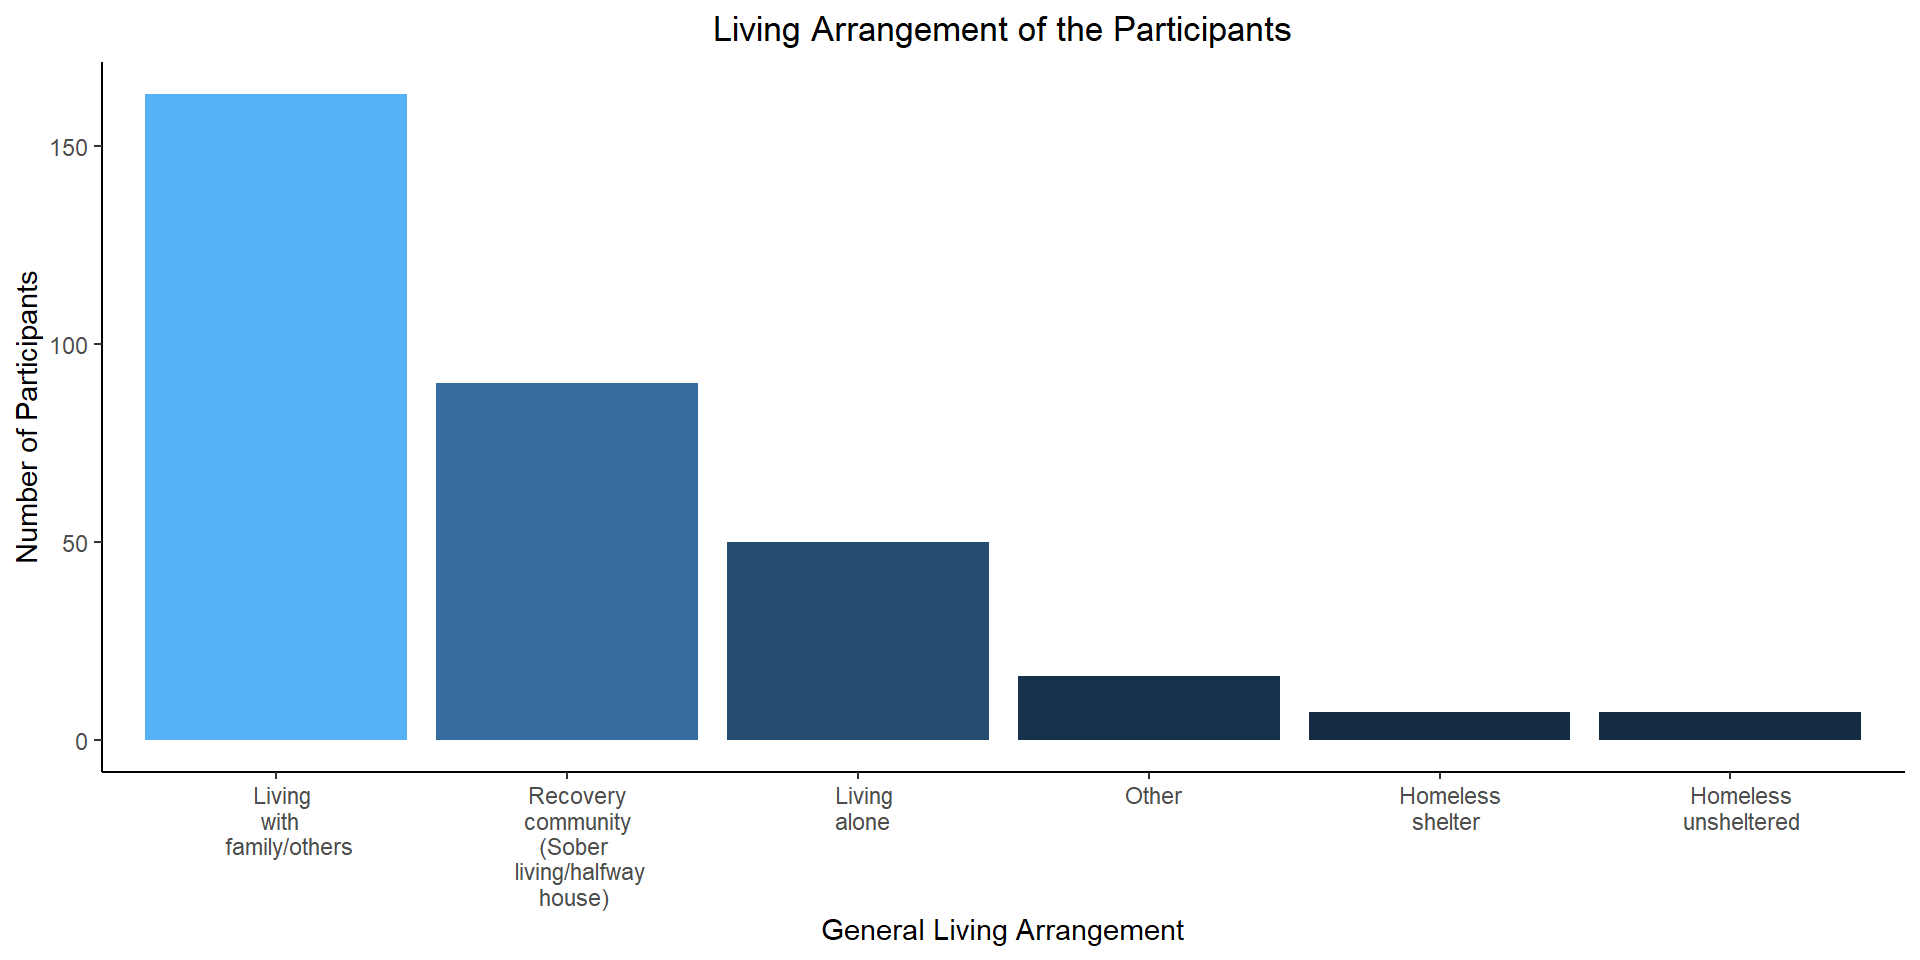 Living Arrangement of the Participants
Number of Participants
150
100
50
0
Living
with
family/others
Recovery
community
(Sober
living/halfway
house)
Living
alone
Other
Homeless
shelter
Homeless
unsheltered
General Living Arrangement